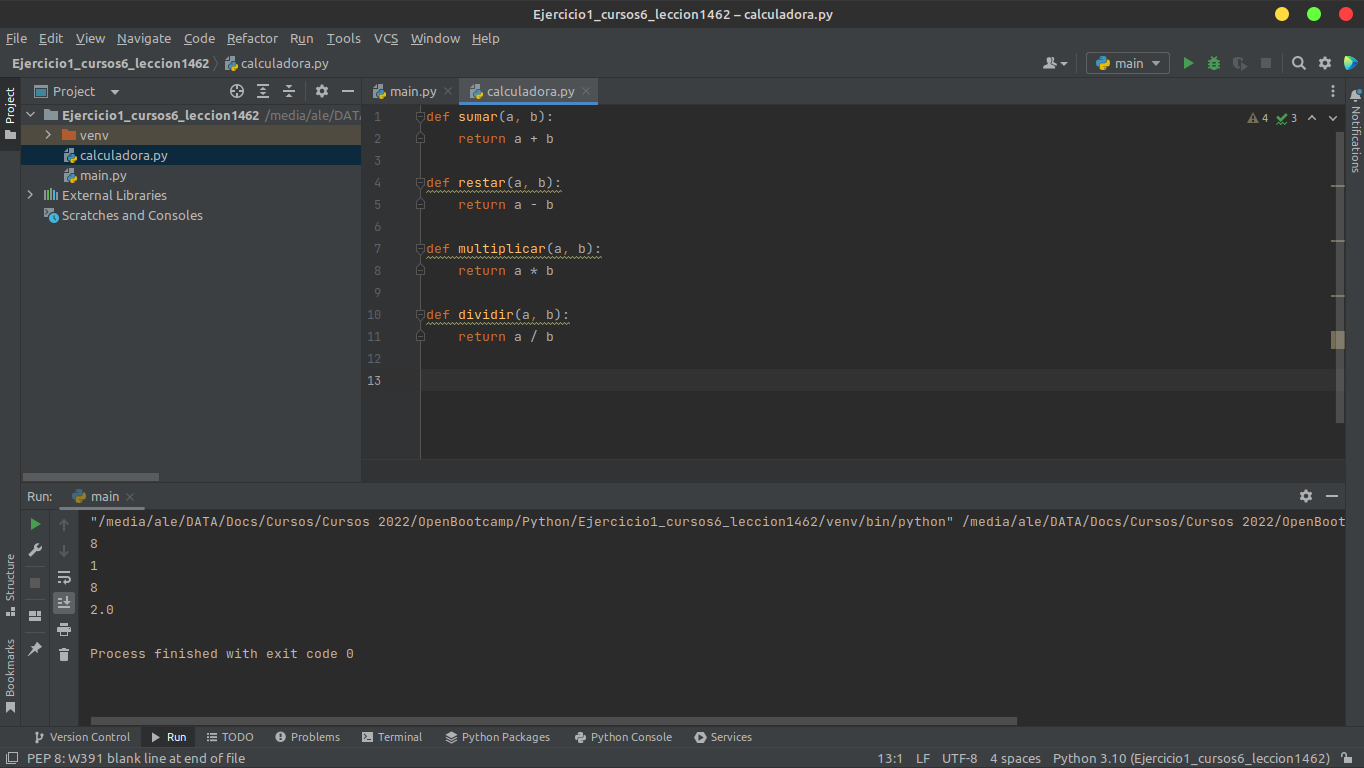 Ejercicio1_cursos6_leccion1462 – calculadora.py
File Edit View Navigate Code Refactor Run Tools VCS Window Help
Ejercicio1_cursos6_leccion1462 calculadora.py
main
Project
Project
main.py
calculadora.py
Ejercicio1_cursos6_leccion1462 /media/ale/DATA
venv
calculadora.py
main.py
External Libraries
Scratches and Consoles
4 3
1 def sumar(a, b):
2 return a + b
3
4 def restar(a, b):
5 return a - b
6
7 def multiplicar(a, b):
8 return a * b
9
10 def dividir(a, b):
11 return a / b
12
13
Notifications
Run: main
"/media/ale/DATA/Docs/Cursos/Cursos 2022/OpenBootcamp/Python/Ejercicio1_cursos6_leccion1462/venv/bin/python" /media/ale/DATA/Docs/Cursos/Cursos 2022/OpenBoot
8
1
8
2.0
Process finished with exit code 0
Structure
Bookmarks
Version Control Run TODO Problems Terminal Python Packages Python Console Services
PEP 8: W391 blank line at end of file 13:1 LF UTF-8 4 spaces Python 3.10 (Ejercicio1_cursos6_leccion1462)